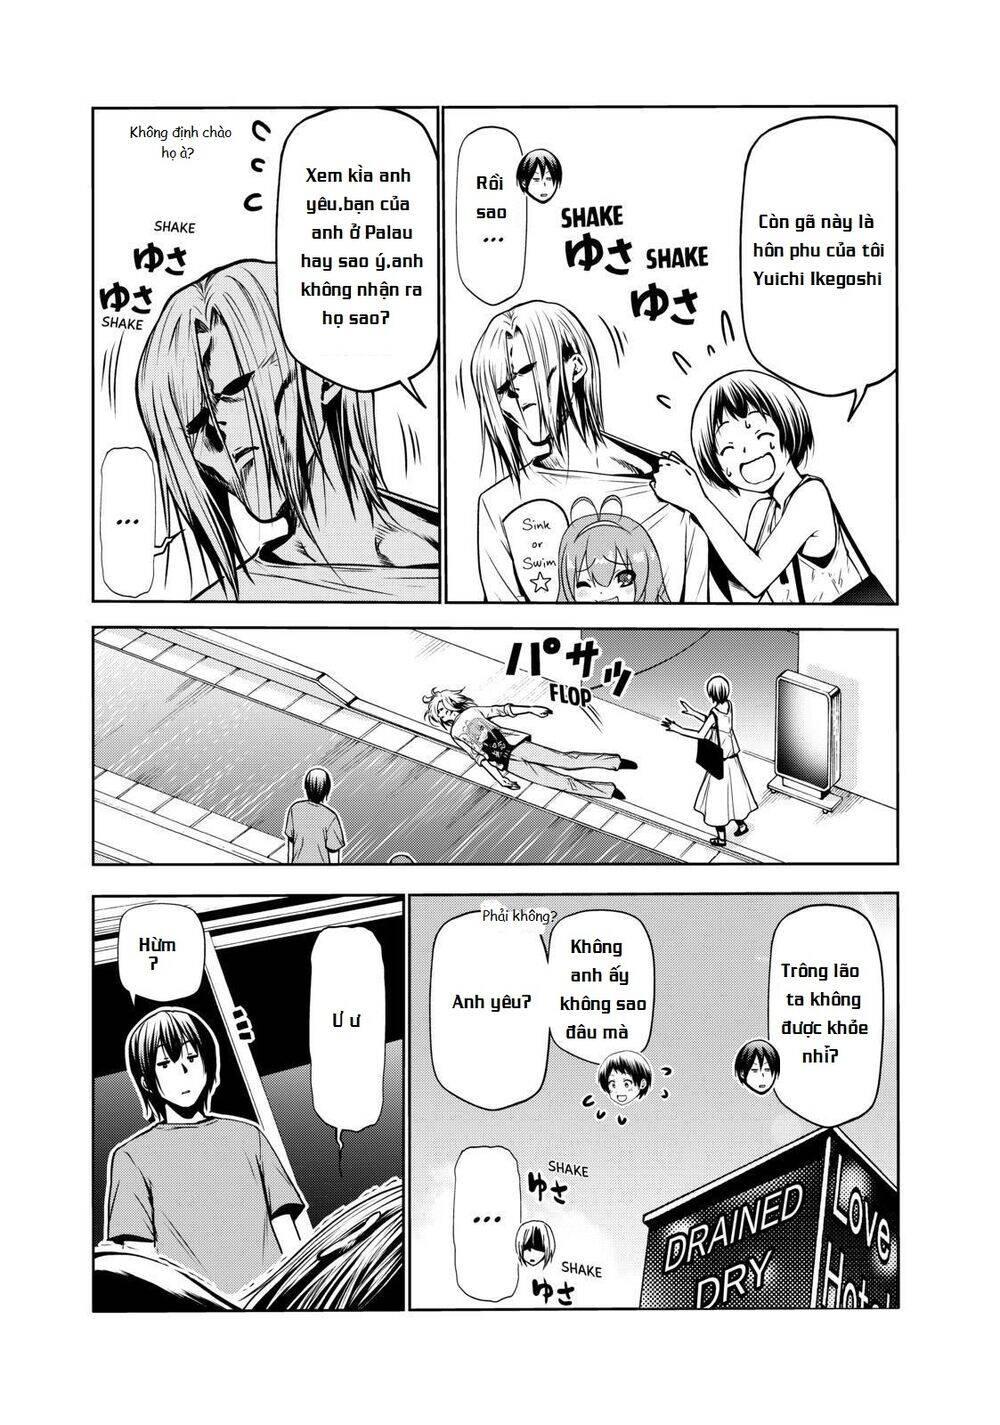 Còn gã này là
hôn phu của tôi
Yuichi Ikegoshi
SHAKE
ゆさ
SHAKE
ゆさ
Rồi
sao
...
Sink
or
Swim
☆
Xem kìa anh
yêu,bạn của
anh ở Palau
hay sao ý,anh
không nhận ra
họ sao?
Không định chào
họ à?
SHAKE
ゆさ
ゆさ
SHAKE
...
パサッ
FLOP
Trông lão
ta không
được khỏe
nhỉ?
Không
anh ấy
không sao
đâu mà
Phải không?
Anh yêu?
SHAKE
ゆさ
...
SHAKE
ゆさ
DRAINED
DRY
Love
Hotel
Ư ư
Hừm
?